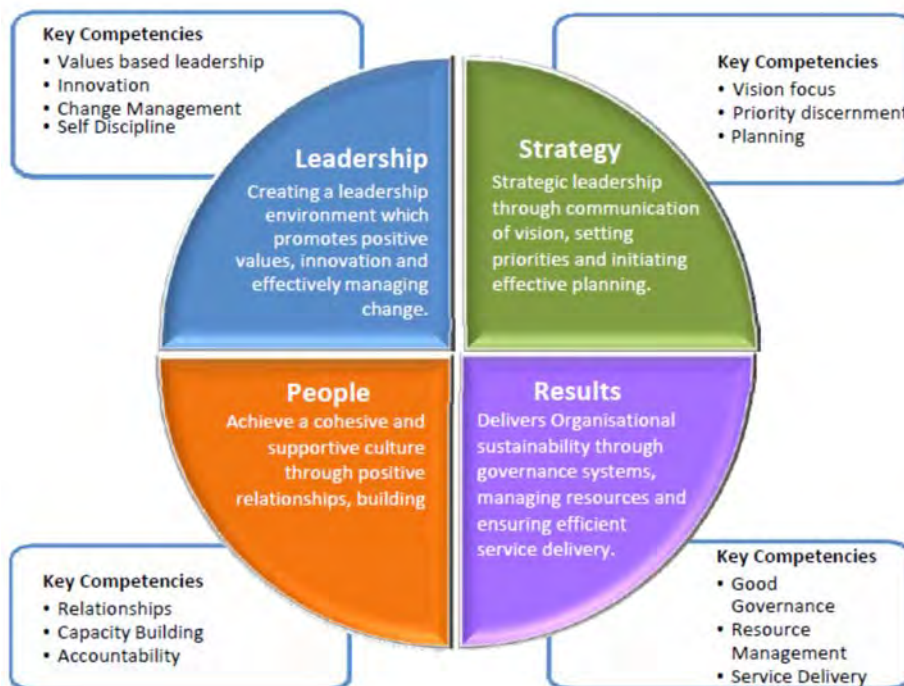 Key Competencies
• Values based leadership
• Innovation
• Change Management
• Self Discipline
Key Competencies
• Vision focus
• Priority discernment
• Planning
Leadership
Creating a leadership
environment which
promotes positive
values, innovation and
effectively managing
change.
Strategy
Strategic leadership
through communication
of vision, setting
priorities and initiating
effective planning.
People
Achieve a cohesive and
supportive culture
through positive
relationships, building
Results
Delivers Organisational
sustainability through
governance systems,
managing resources and
ensuring efficient
service delivery.
Key Competencies
• Relationships
• Capacity Building
• Accountability
Key Competencies
• Good
Governance
• Resource
Management
• Service Delivery